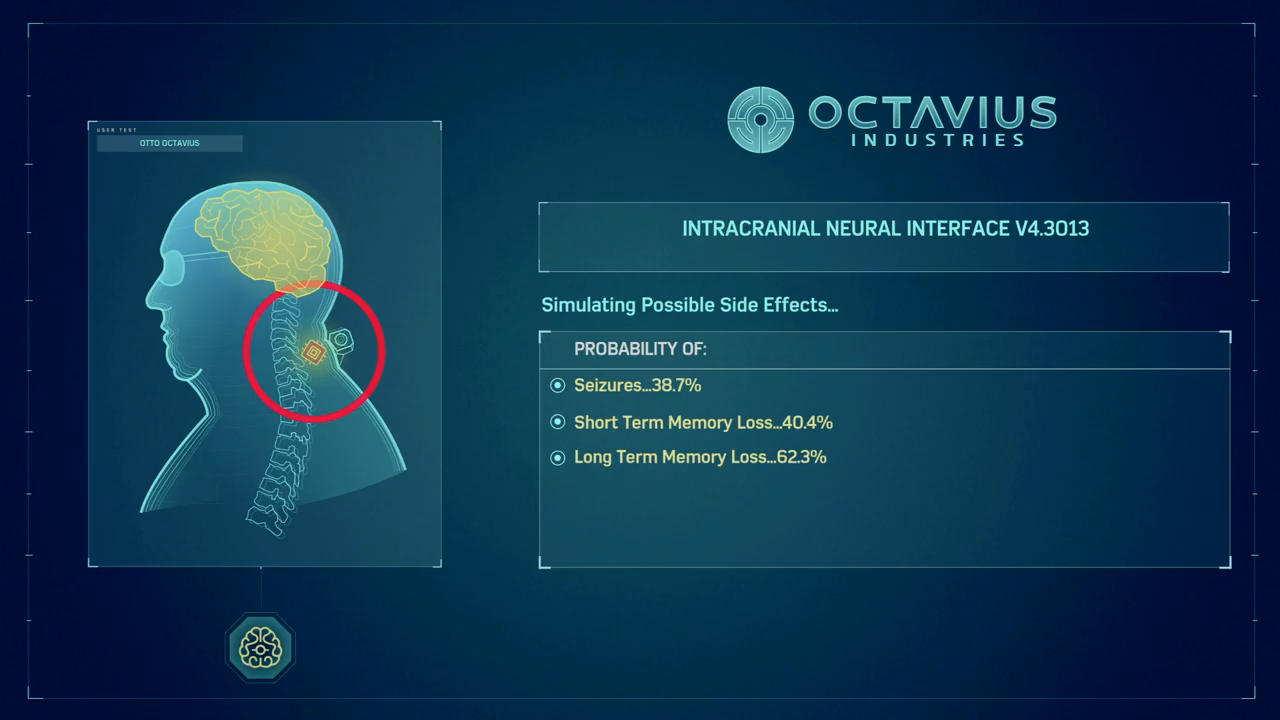 USER TEST
OTTO OCTAVIUS
OCTAVIUS
INDUSTRIES
INTRACRANIAL NEURAL INTERFACE V4.3013
Simulating Possible Side Effects...
PROBABILITY OF:
Seizures...38.7%
Short Term Memory Loss...40.4%
Long Term Memory Loss...62.3%